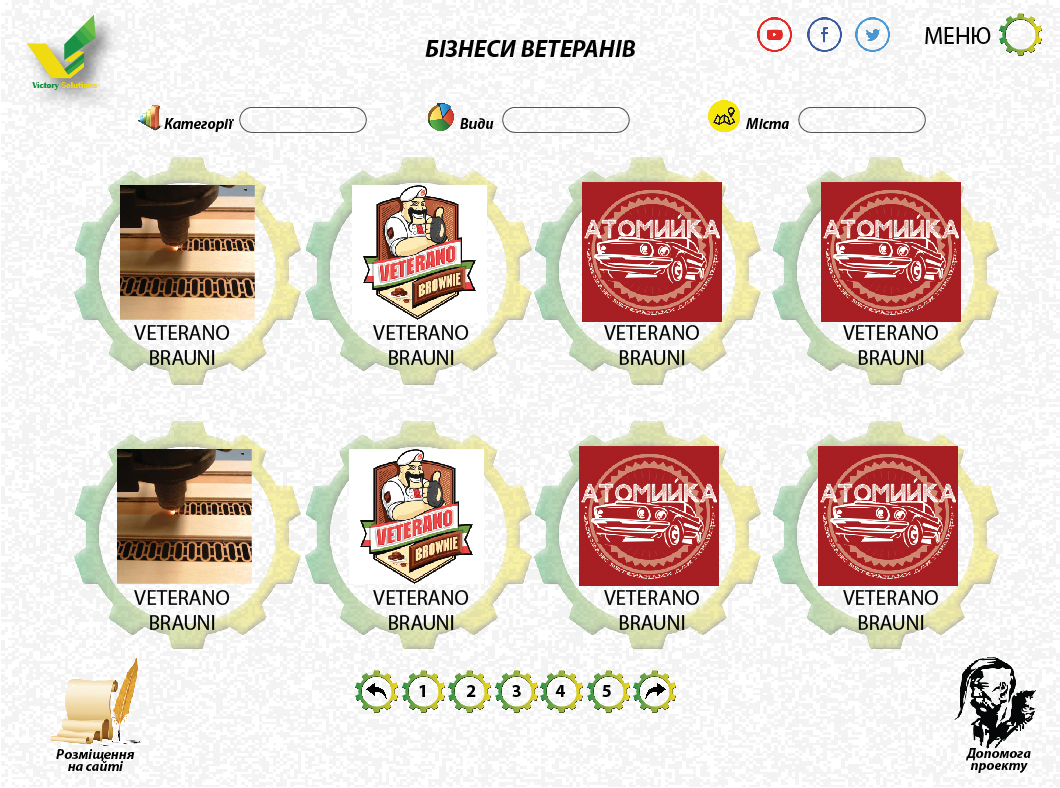 Victory Solutions
БІЗНЕСИ ВЕТЕРАНІВ
МЕНЮ
Категорії
Види
Міста
VETERANO
BROWNIE
АТОМИЙКА
АТОМИЙКА
VETERANO
BRAUNI
VETERANO
BRAUNI
VETERANO
BRAUNI
VETERANO
BRAUNI
VETERANO
BROWNIE
АТОМИЙКА
АТОМИЙКА
VETERANO
BRAUNI
VETERANO
BRAUNI
VETERANO
BRAUNI
VETERANO
BRAUNI
1 2 3 4 5
Розміщення
на сайті
Допомога
проекту